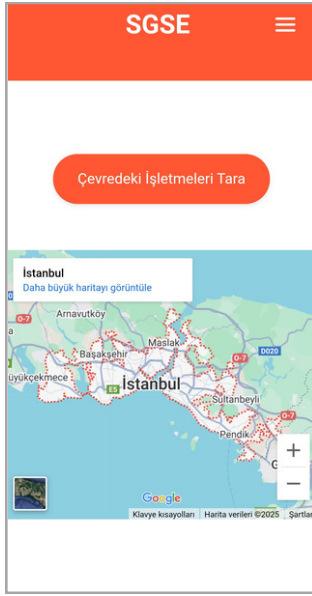 SGSE
Çevredeki İşletmeleri Tara
İstanbul
Daha büyük haritayı görüntüle
Arnavutköy
O-7
Maslak
O-7
D020
Başakşehir
üyükçekmece
E5
İstanbul
Sultanbeyli
O-7
Pendik
+
G
−
Google
Klavye kısayolları
Harita verileri ©2025
Şartlar